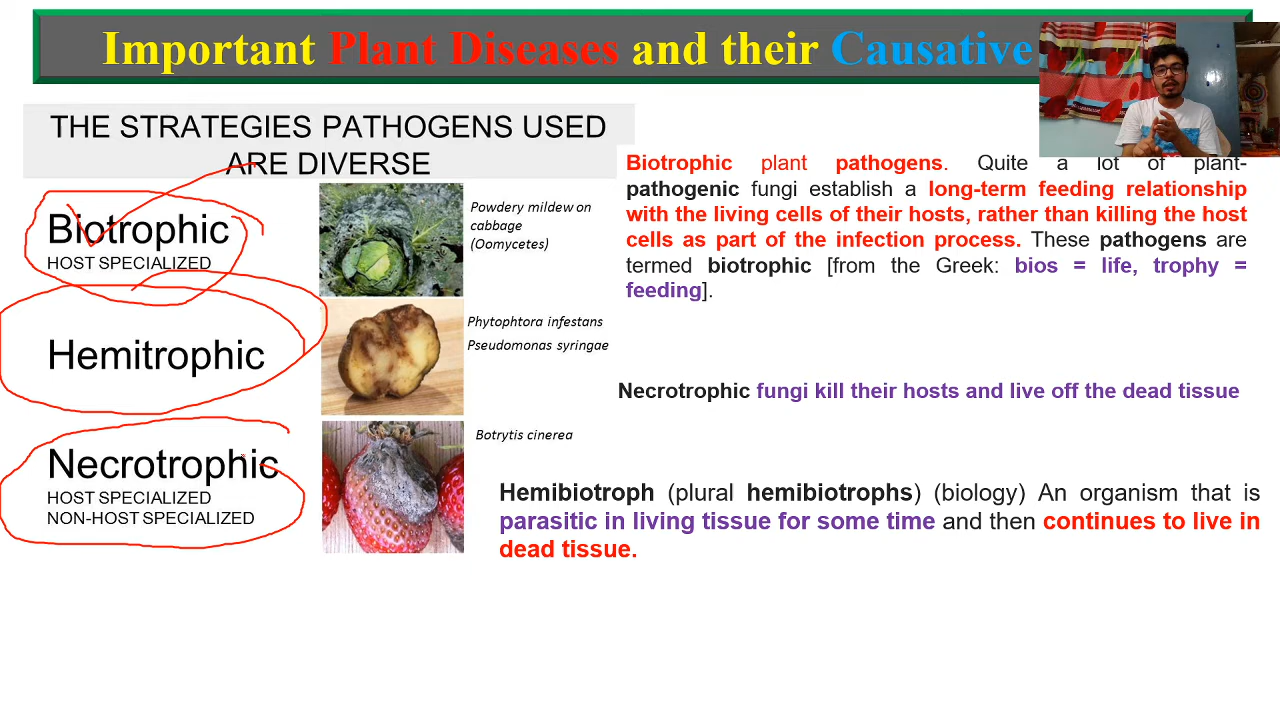 Important Plant Diseases and their Causative
THE STRATEGIES PATHOGENS USED
ARE DIVERSE
Biotrophic
HOST SPECIALIZED
Powdery mildew on
cabbage
(Oomycetes)
Hemitrophic
Phytophtora infestans
Pseudomonas syringae
Necrotrophic
HOST SPECIALIZED
NON-HOST SPECIALIZED
Botrytis cinerea
Biotrophic plant pathogens. Quite a lot of plant-
pathogenic fungi establish a long-term feeding relationship
with the living cells of their hosts, rather than killing the host
cells as part of the infection process. These pathogens are
termed biotrophic [from the Greek: bios = life, trophy =
feeding].
Necrotrophic fungi kill their hosts and live off the dead tissue
Hemibiotroph (plural hemibiotrophs) (biology) An organism that is
parasitic in living tissue for some time and then continues to live in
dead tissue.